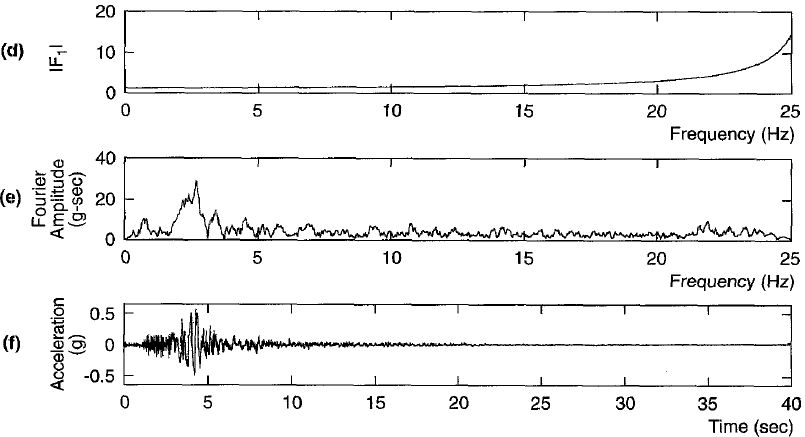 (d)
|F1|
20
10
0
0 5 10 15 20 25
Frequency (Hz)
(e)
Fourier
Amplitude
(g-sec)
40
20
0
0 5 10 15 20 25
Frequency (Hz)
(f)
Acceleration
(g)
0.5
0
-0.5
0 5 10 15 20 25 30 35 40
Time (sec)